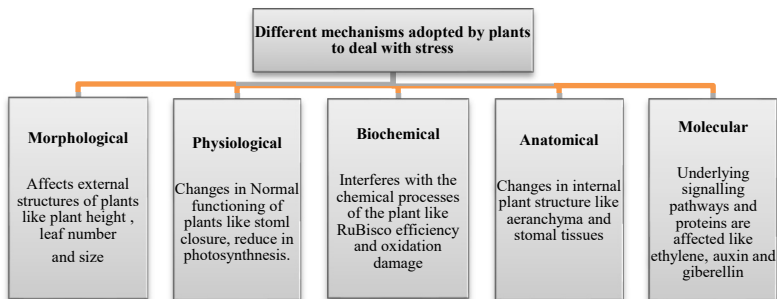 Different mechanisms adopted by plants
to deal with stress
Morphological
Affects external
structures of plants
like plant height ,
leaf number
and size
Physiological
Changes in Normal
functioning of
plants like stoml
closure, reduce in
photosynthnesis.
Biochemical
Interferes with the
chemical processes
of the plant like
RuBisco efficiency
and oxidation
damage
Anatomical
Changes in internal
plant structure like
aeranchyma and
stomal tissues
Molecular
Underlying
signalling
pathways and
proteins are
affected like
ethylene, auxin and
giberellin